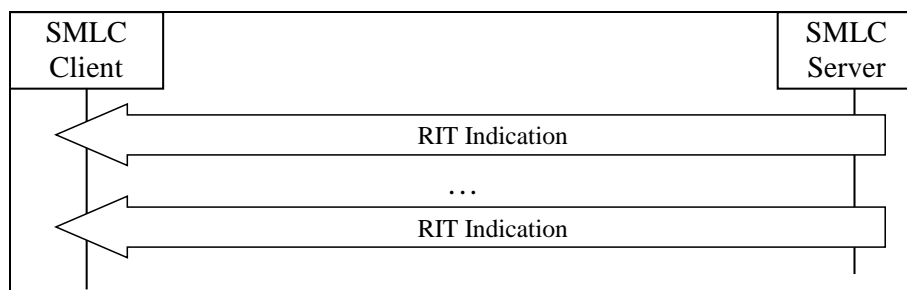 SMLC
Client
SMLC
Server
RIT Indication
…
RIT Indication